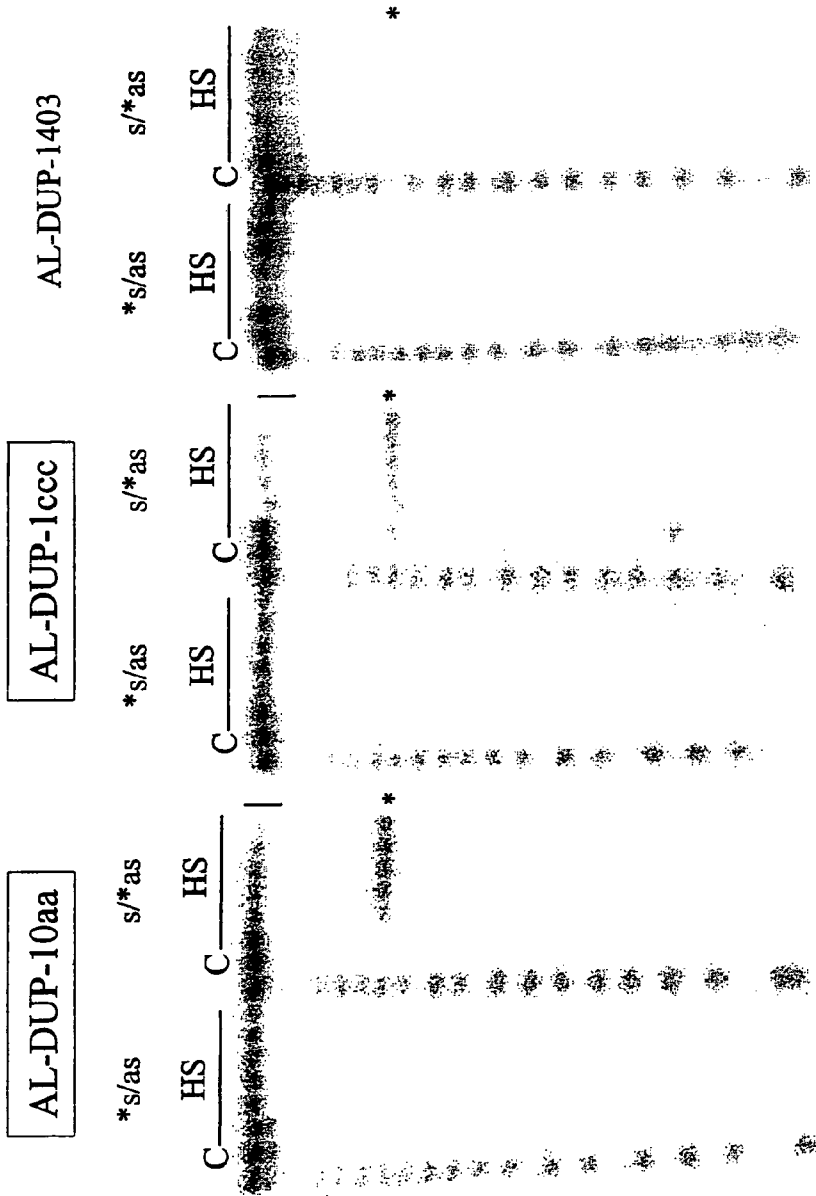 AL-DUP-10aa AL-DUP-1ccc AL-DUP-1403
*s/as s/*as *s/as s/*as *s/as s/*as
C HS C HS C HS C HS C HS C HS
* * *